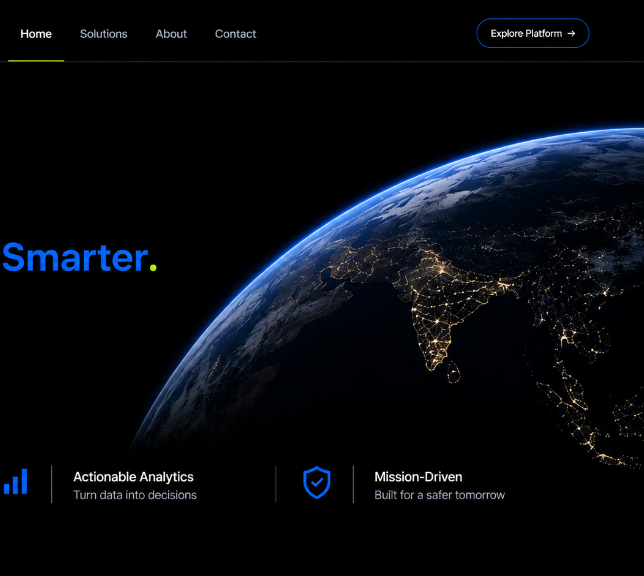 Home Solutions About Contact Explore Platform →
Smarter.
Actionable Analytics
Turn data into decisions
Mission-Driven
Built for a safer tomorrow